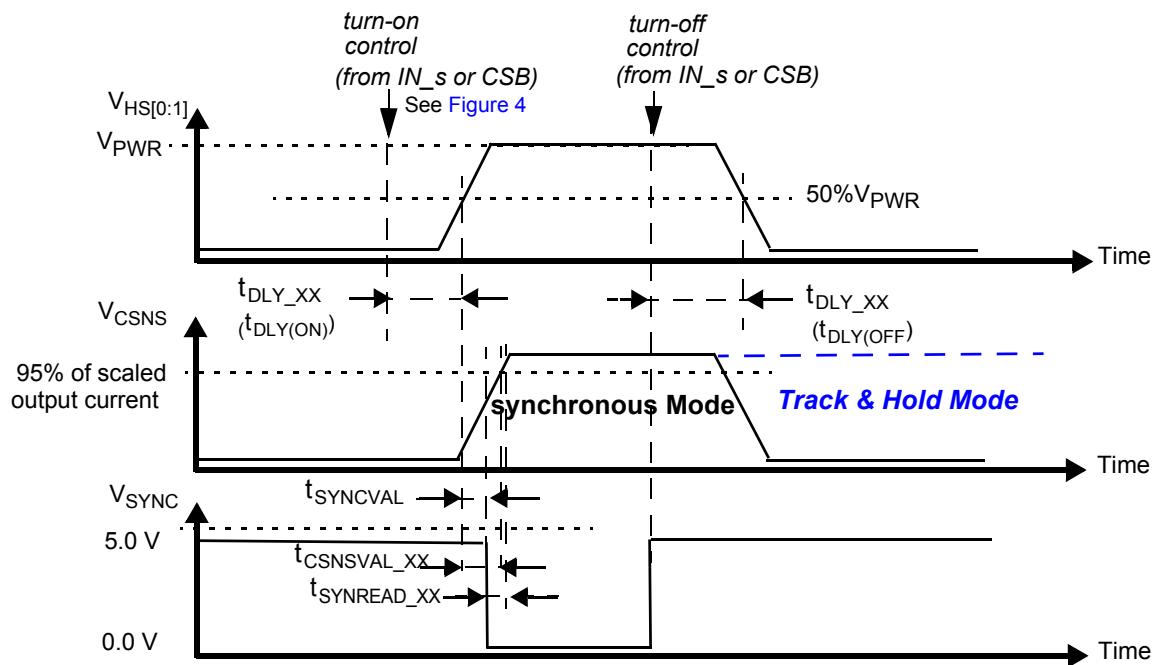 turn-on
control
(from IN_s or CSB)
See Figure 4
turn-off
control
(from IN_s or CSB)
VHS[0:1]
VPWR
50%VPWR
Time
tDLY_XX
(tDLY(ON))
tDLY_XX
(tDLY(OFF)
VCSNS
95% of scaled
output current
synchronous Mode
Track & Hold Mode
Time
VSYNC
tSYNCVAL
5.0 V
tCSNSVAL_XX
tSYNREAD_XX
0.0 V
Time